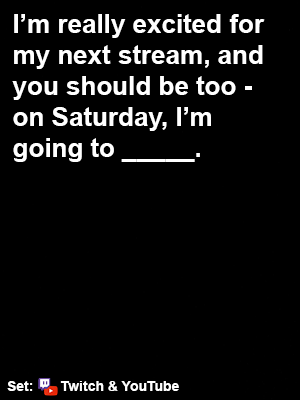 I’m really excited for
my next stream, and
you should be too -
on Saturday, I’m
going to _____.
Set: Twitch & YouTube